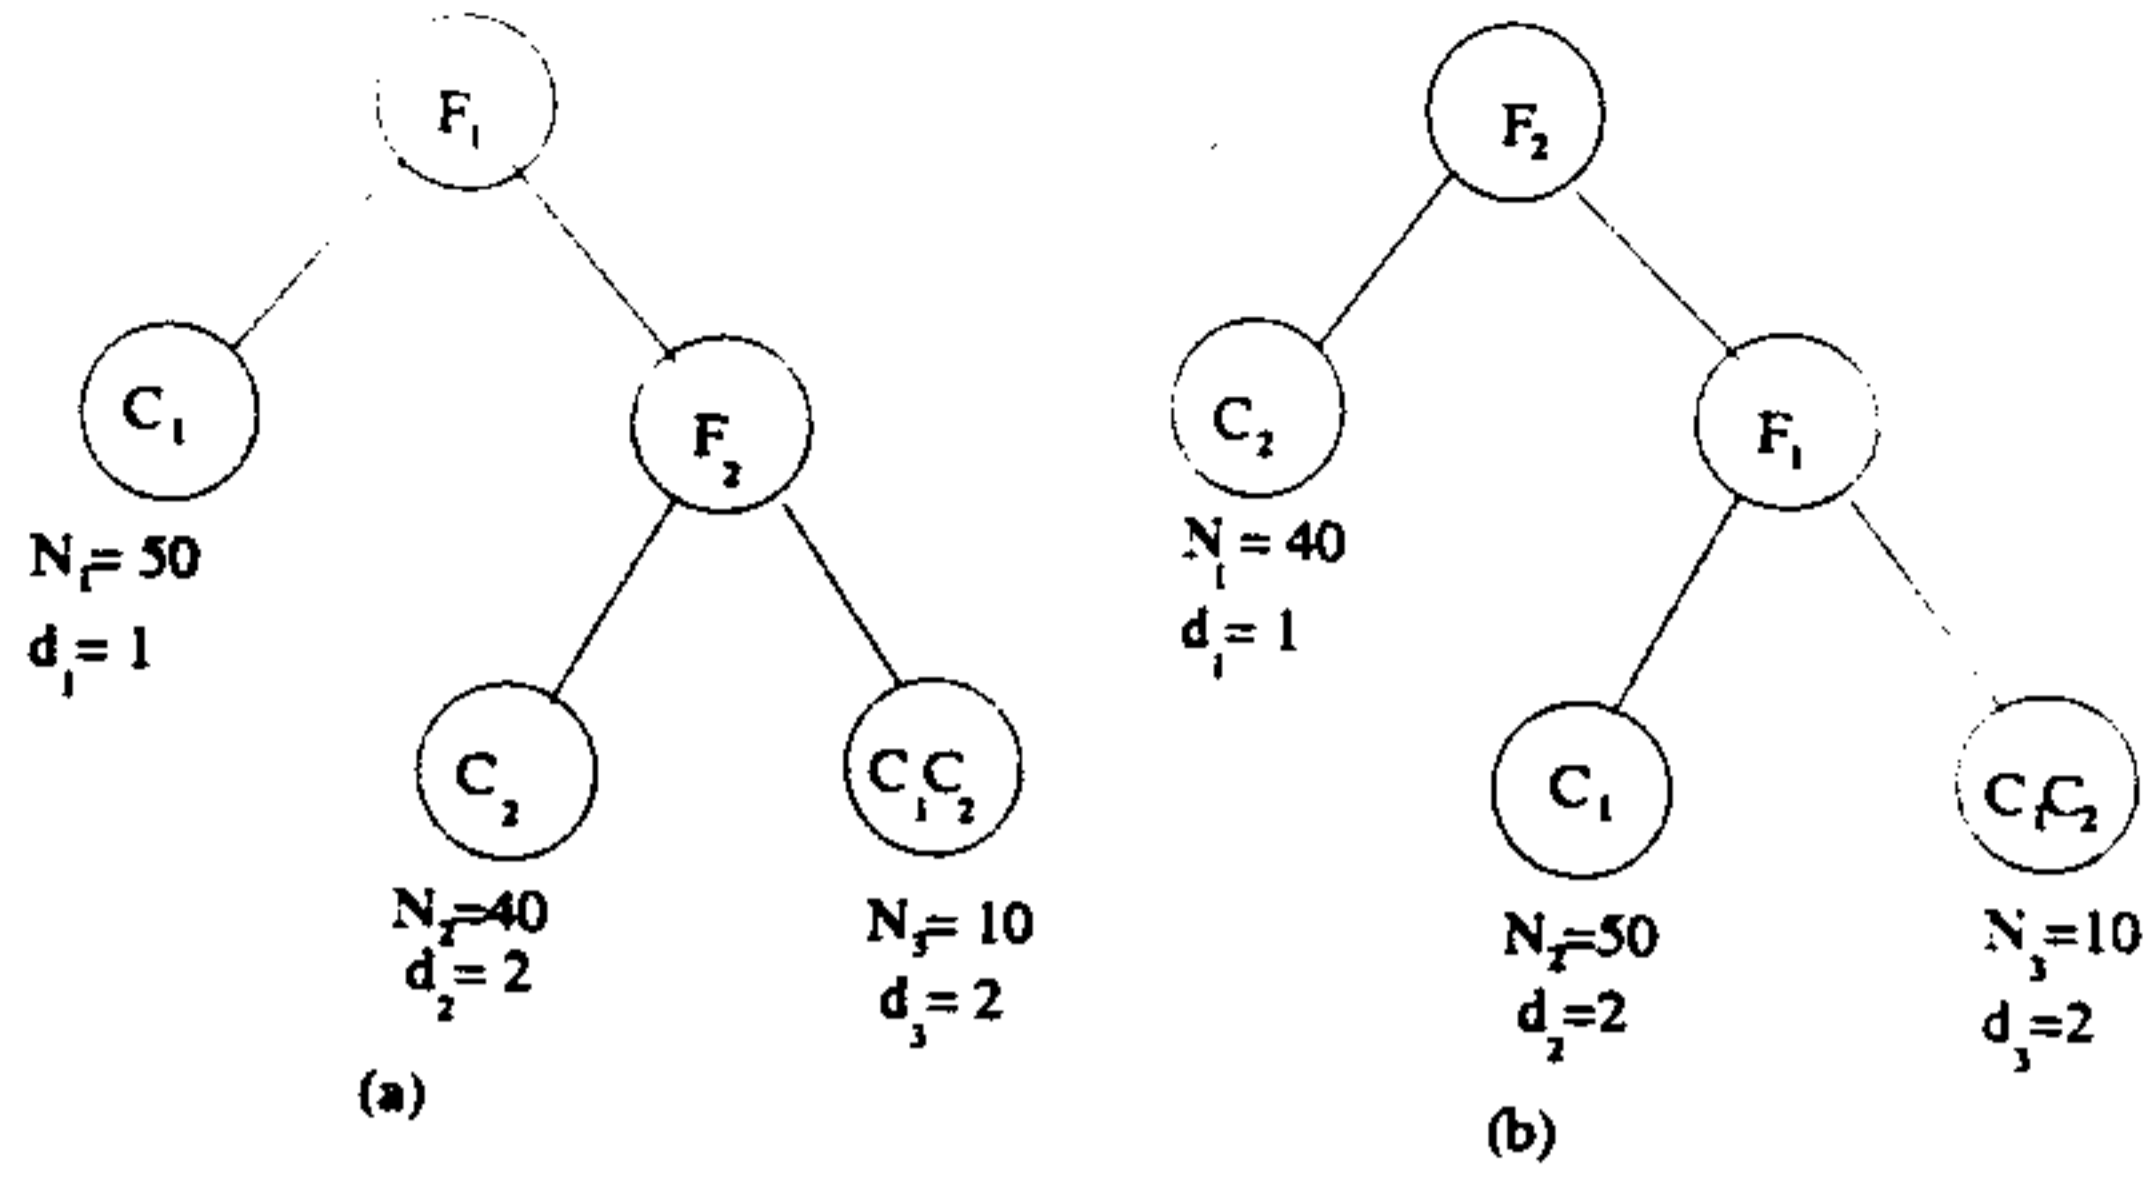 F₁
C₁
N₁= 50
d₁= 1
F₂
C₂
N₂=40
d₂= 2
C₁C₂
N₃= 10
d₃= 2
(a)
F₂
C₂
N₁= 40
d₁= 1
F₁
C₁
N₂=50
d₂=2
C₁C₂
N₃=10
d₃=2
(b)